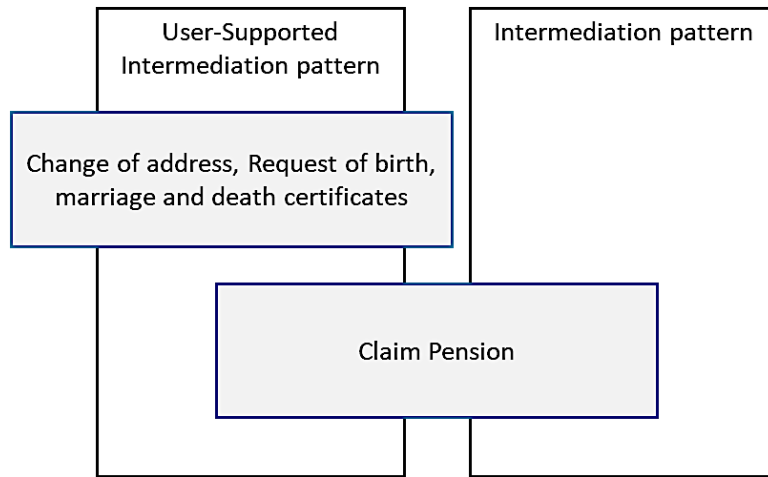 User-Supported
Intermediation pattern
Intermediation pattern
Change of address, Request of birth,
marriage and death certificates
Claim Pension